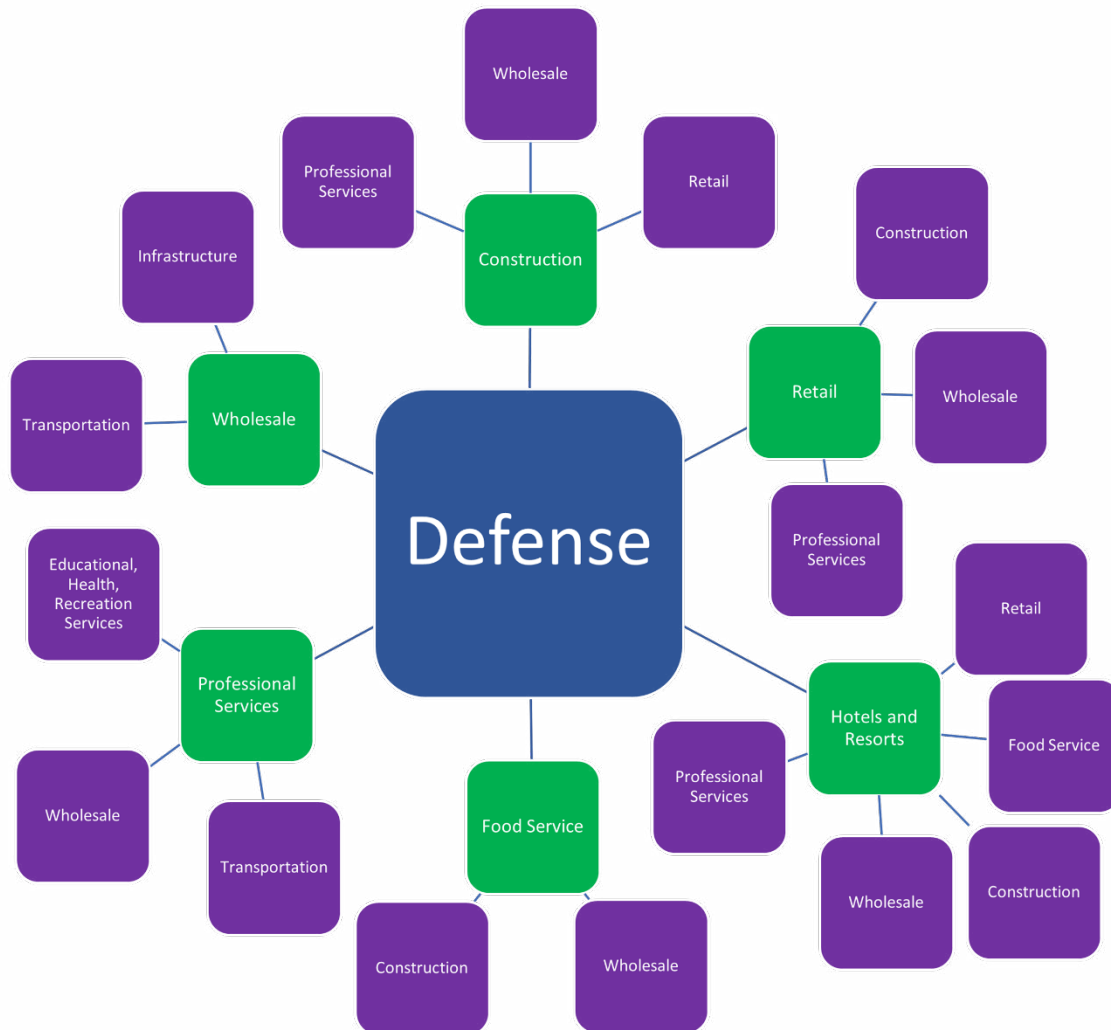 Wholesale
Professional
Services
Retail
Construction
Construction
Infrastructure
Wholesale
Transportation
Retail
Wholesale
Professional
Services
Defense
Educational,
Health,
Recreation
Services
Professional
Services
Wholesale
Transportation
Food Service
Construction
Wholesale
Hotels and
Resorts
Retail
Food Service
Professional
Services
Wholesale
Construction